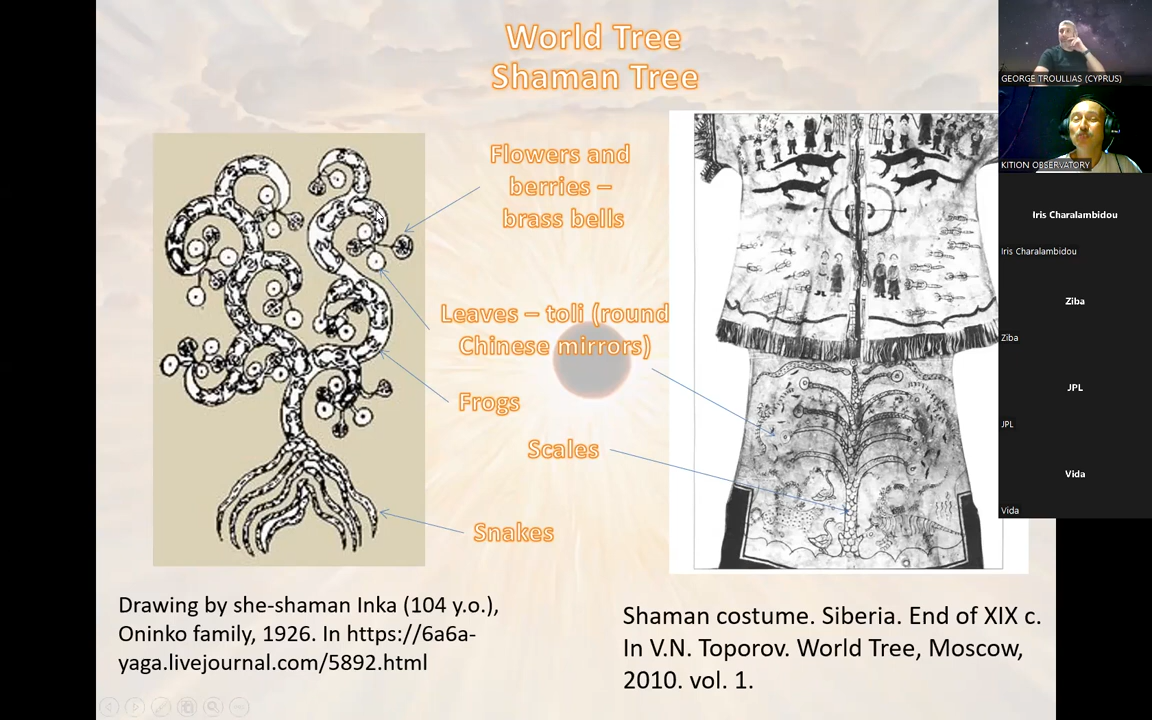 World Tree
Shaman Tree
Flowers and
berries –
brass bells
Leaves – toli (round
Chinese mirrors)
Frogs
Scales
Snakes
Drawing by she-shaman Inka (104 y.o.),
Oninko family, 1926. In https://6a6a-
yaga.livejournal.com/5892.html
Shaman costume. Siberia. End of XIX c.
In V.N. Toporov. World Tree, Moscow,
2010. vol. 1.
GEORGE TROULLIAS (CYPRUS)
KITION OBSERVATORY
Iris Charalambidou
Iris Charalambidou
Ziba
Ziba
JPL
JPL
Vida
Vida